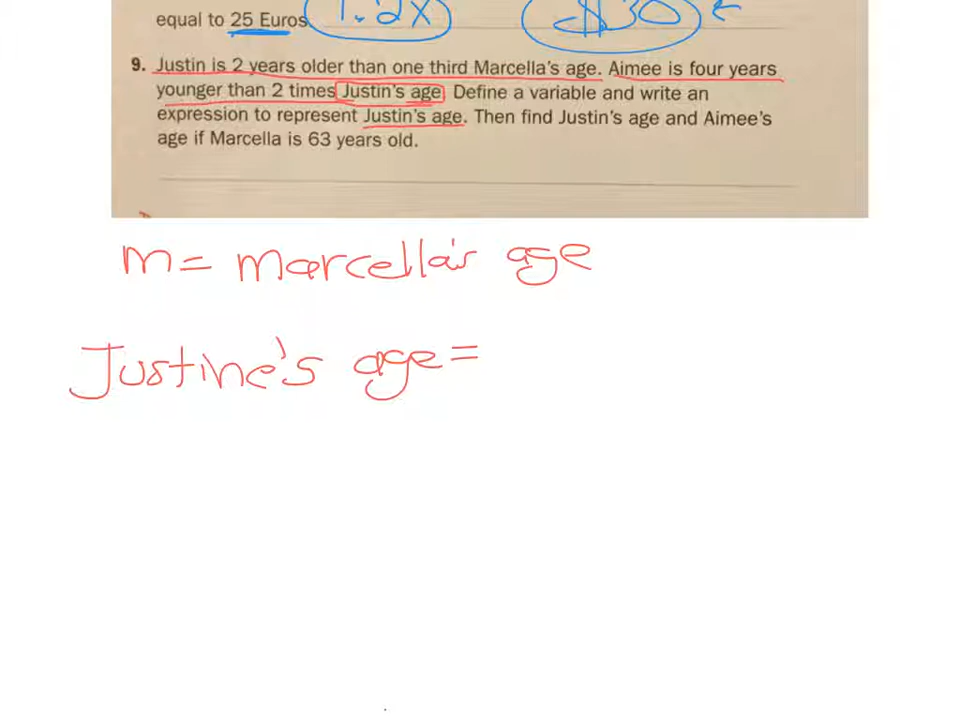 equal to 25 Euros. 1.2x $30
9. Justin is 2 years older than one third Marcella's age. Aimee is four years
younger than 2 times Justin's age. Define a variable and write an
expression to represent Justin's age. Then find Justin's age and Aimee's
age if Marcella is 63 years old.
m = marcella's age
Justine's age =